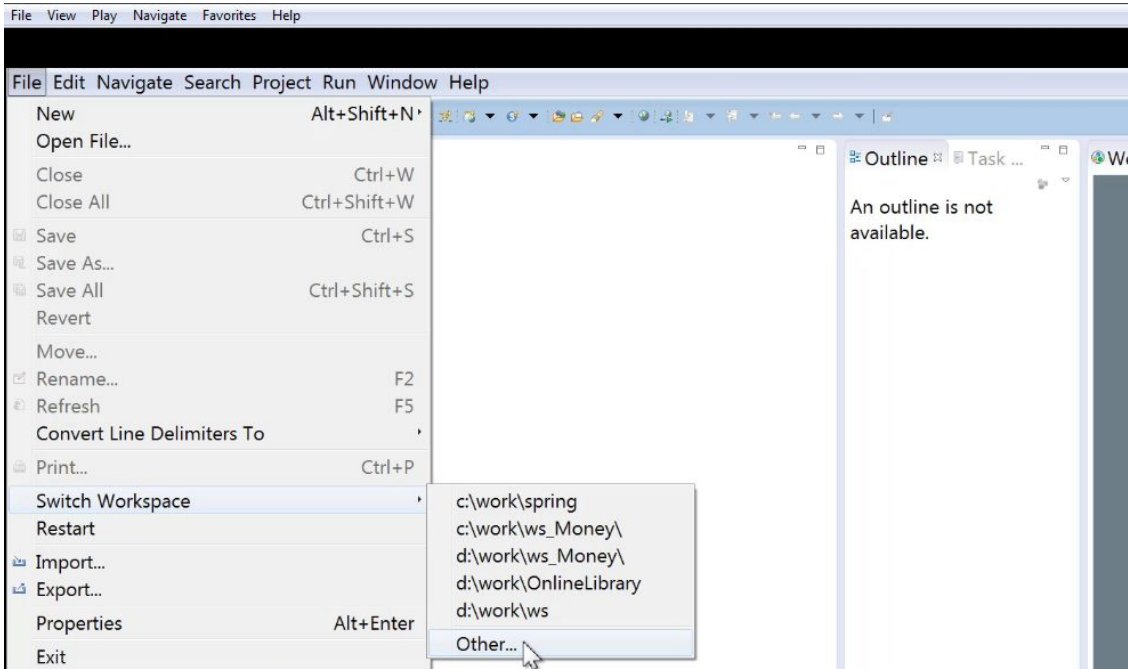 File View Play Navigate Favorites Help
File Edit Navigate Search Project Run Window Help
New Alt+Shift+N
Open File...
Close Ctrl+W
Close All Ctrl+Shift+W
Save Ctrl+S
Save As...
Save All Ctrl+Shift+S
Revert
Move...
Rename... F2
Refresh F5
Convert Line Delimiters To
Print... Ctrl+P
Switch Workspace
Restart
Import...
Export...
Properties Alt+Enter
Exit
c:\work\spring
c:\work\ws_Money\
d:\work\ws_Money\
d:\work\OnlineLibrary
d:\work\ws
Other...
Outline Task ...
An outline is not
available.